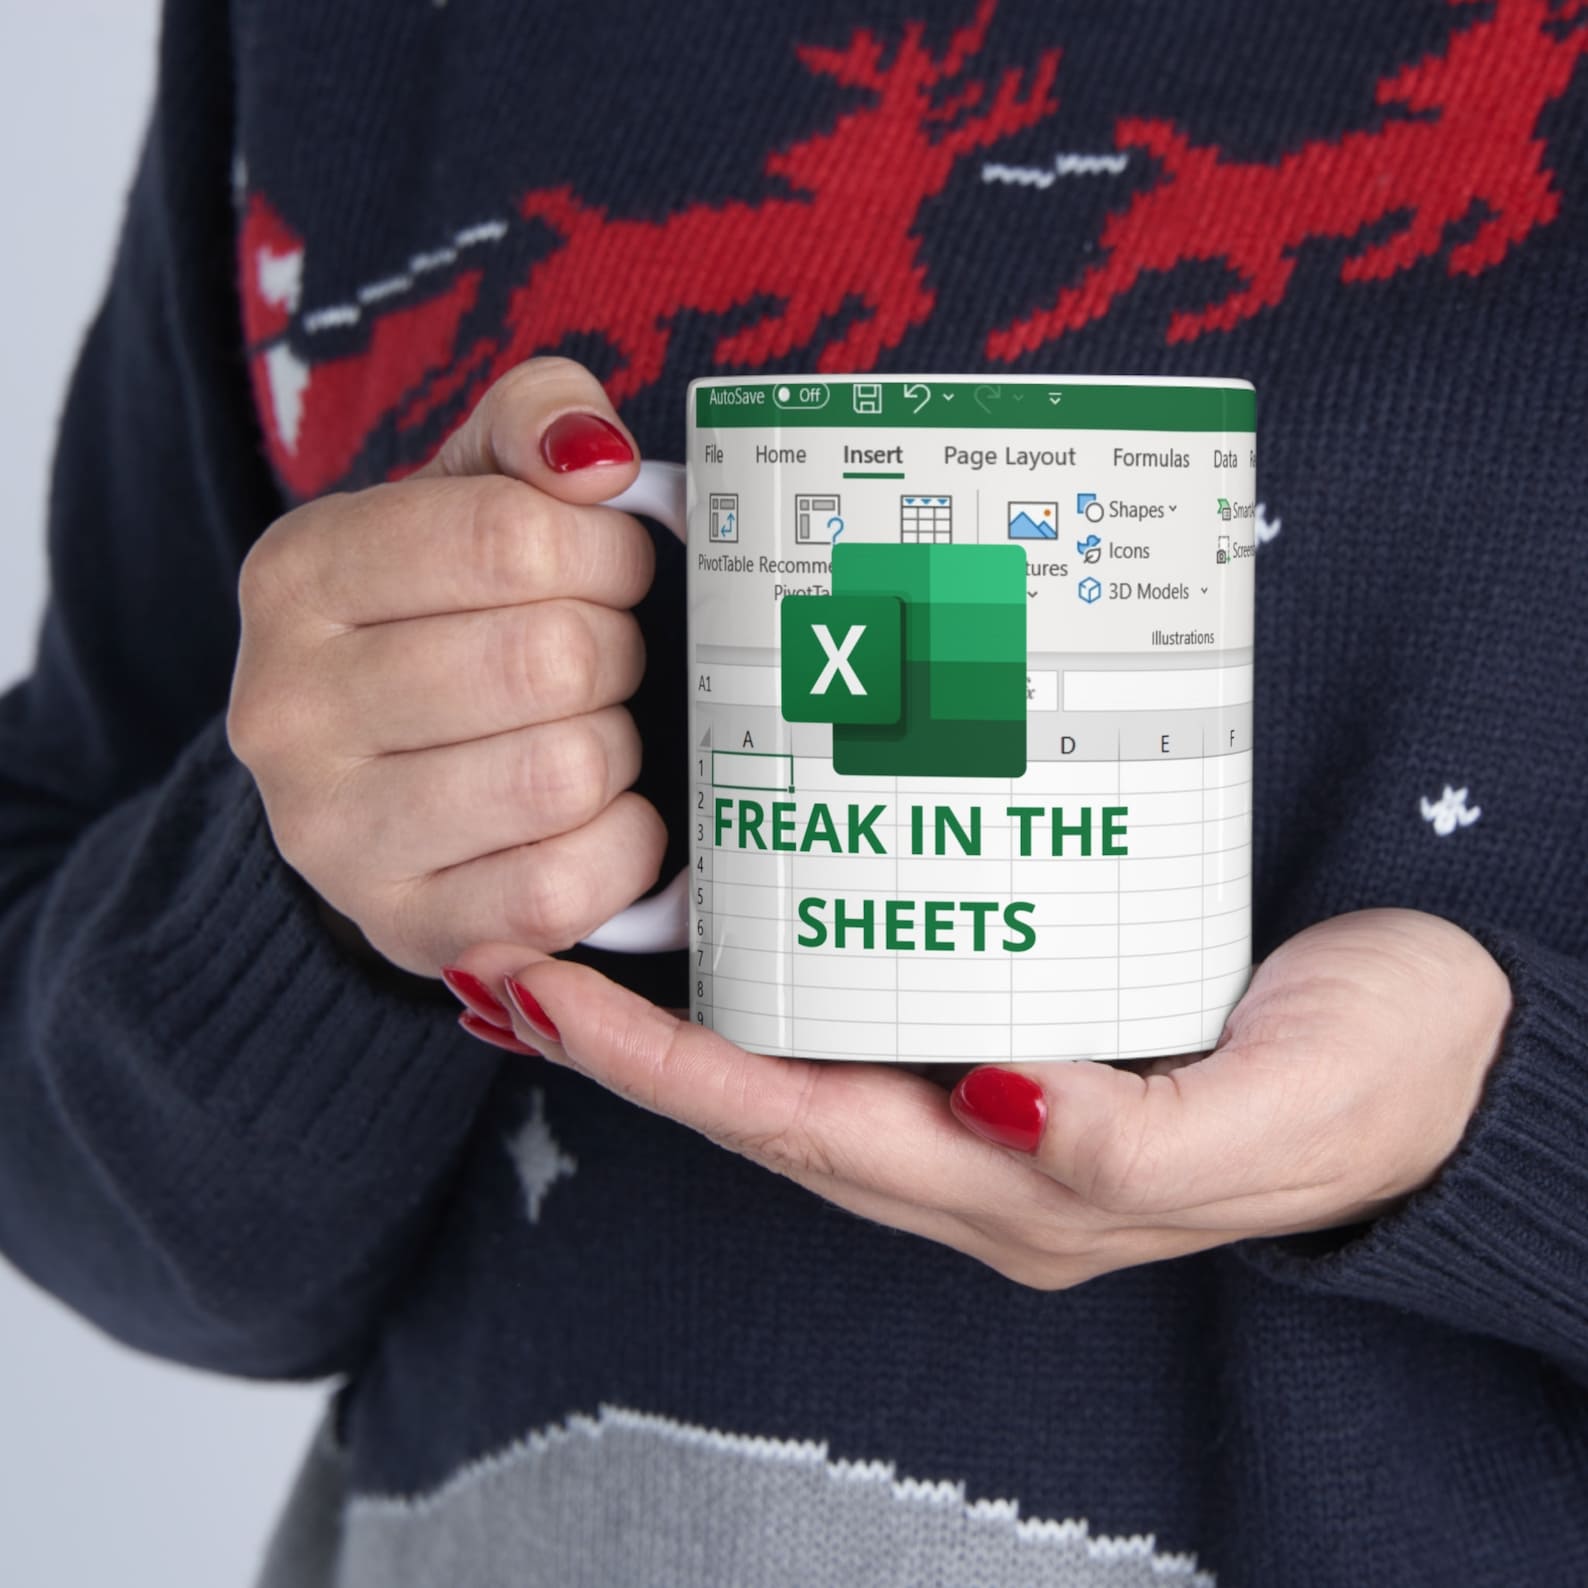 AutoSave Off
File Home Insert Page Layout Formulas Data
PivotTable
Shapes
Icons
3D Models
Illustrations
A1
X
A D E F
1
2
3
4
5
6
7
8
9
FREAK IN THE
SHEETS